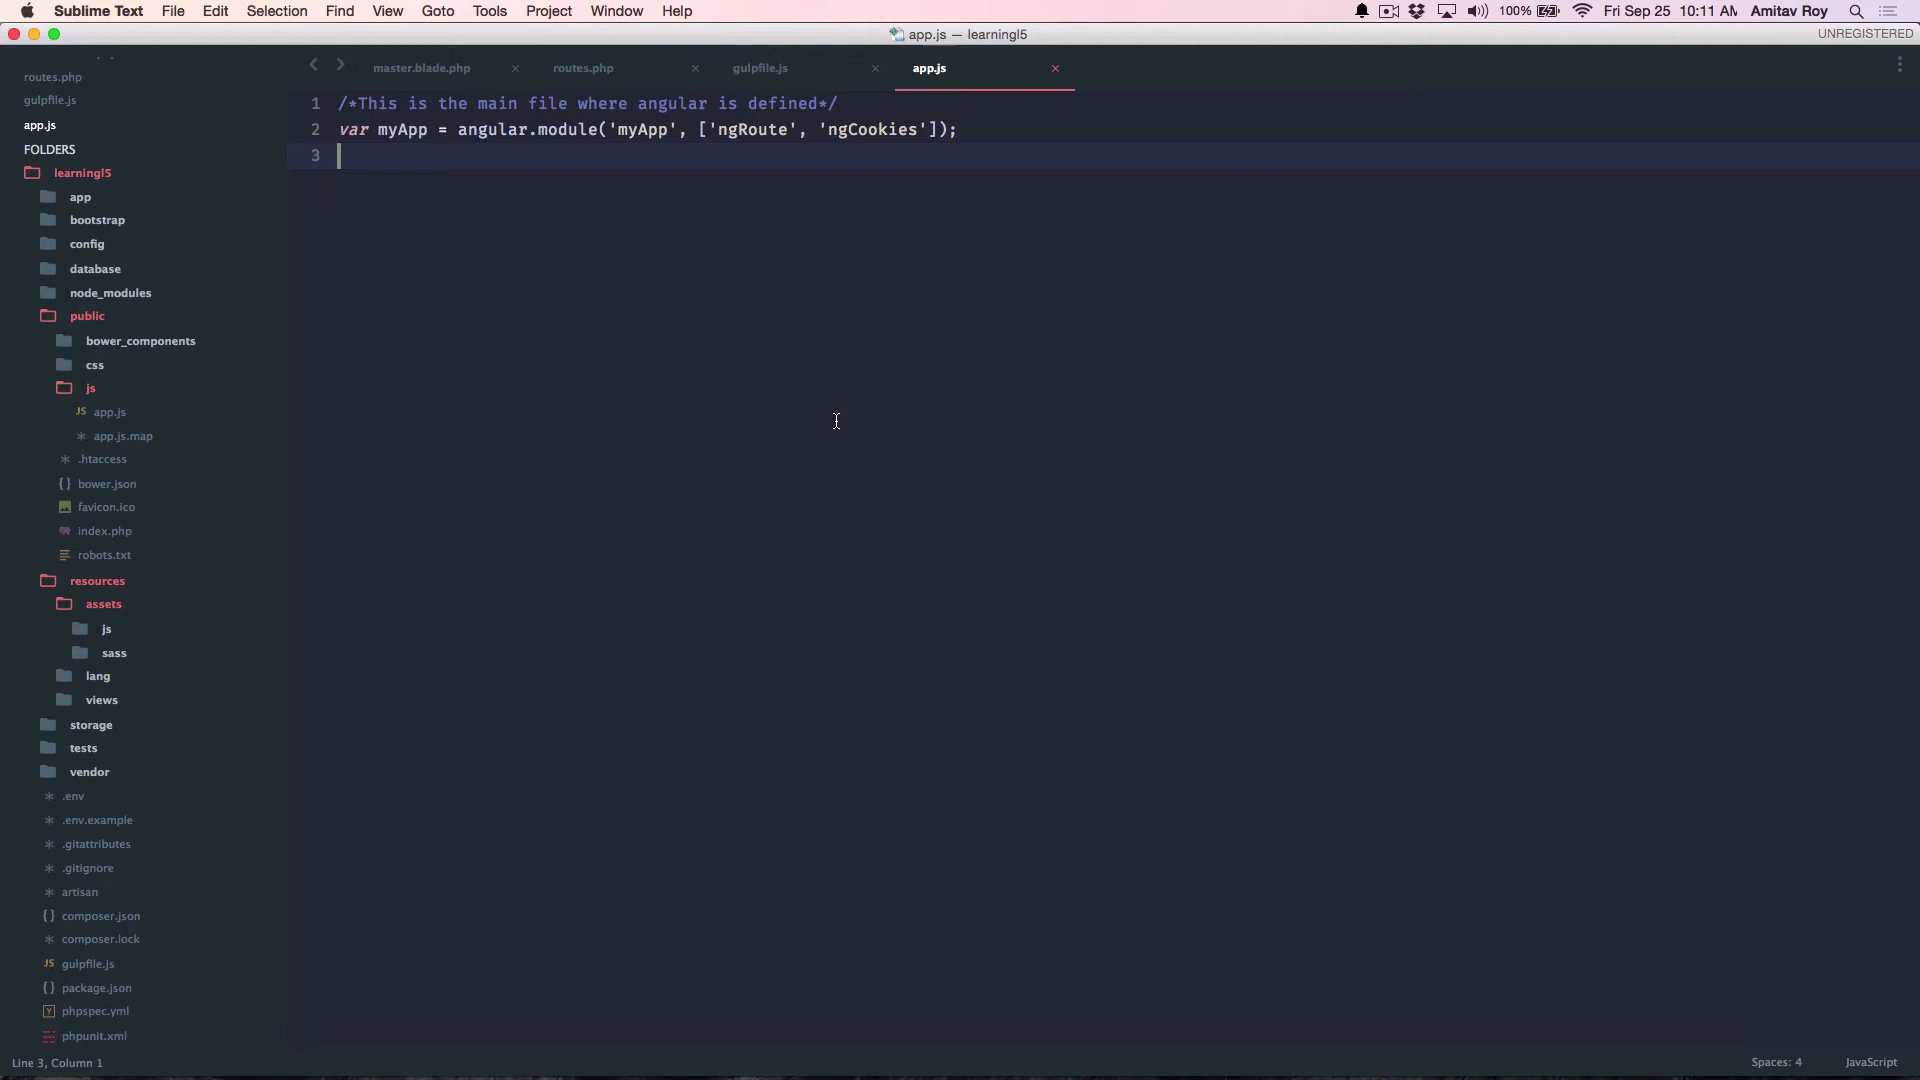 Sublime Text File Edit Selection Find View Goto Tools Project Window Help 100% Fri Sep 25 10:11 AM Amitav Roy
app.js — learningl5 UNREGISTERED
routes.php
gulpfile.js
app.js
FOLDERS
learningl5
app
bootstrap
config
database
node_modules
public
bower_components
css
js
app.js
app.js.map
.htaccess
bower.json
favicon.ico
index.php
robots.txt
resources
assets
js
sass
lang
views
storage
tests
vendor
.env
.env.example
.gitattributes
.gitignore
artisan
composer.json
composer.lock
gulpfile.js
package.json
phpspec.yml
phpunit.xml
master.blade.php routes.php gulpfile.js app.js
1 /*This is the main file where angular is defined*/
2 var myApp = angular.module('myApp', ['ngRoute', 'ngCookies']);
3
Line 3, Column 1 Spaces: 4 JavaScript